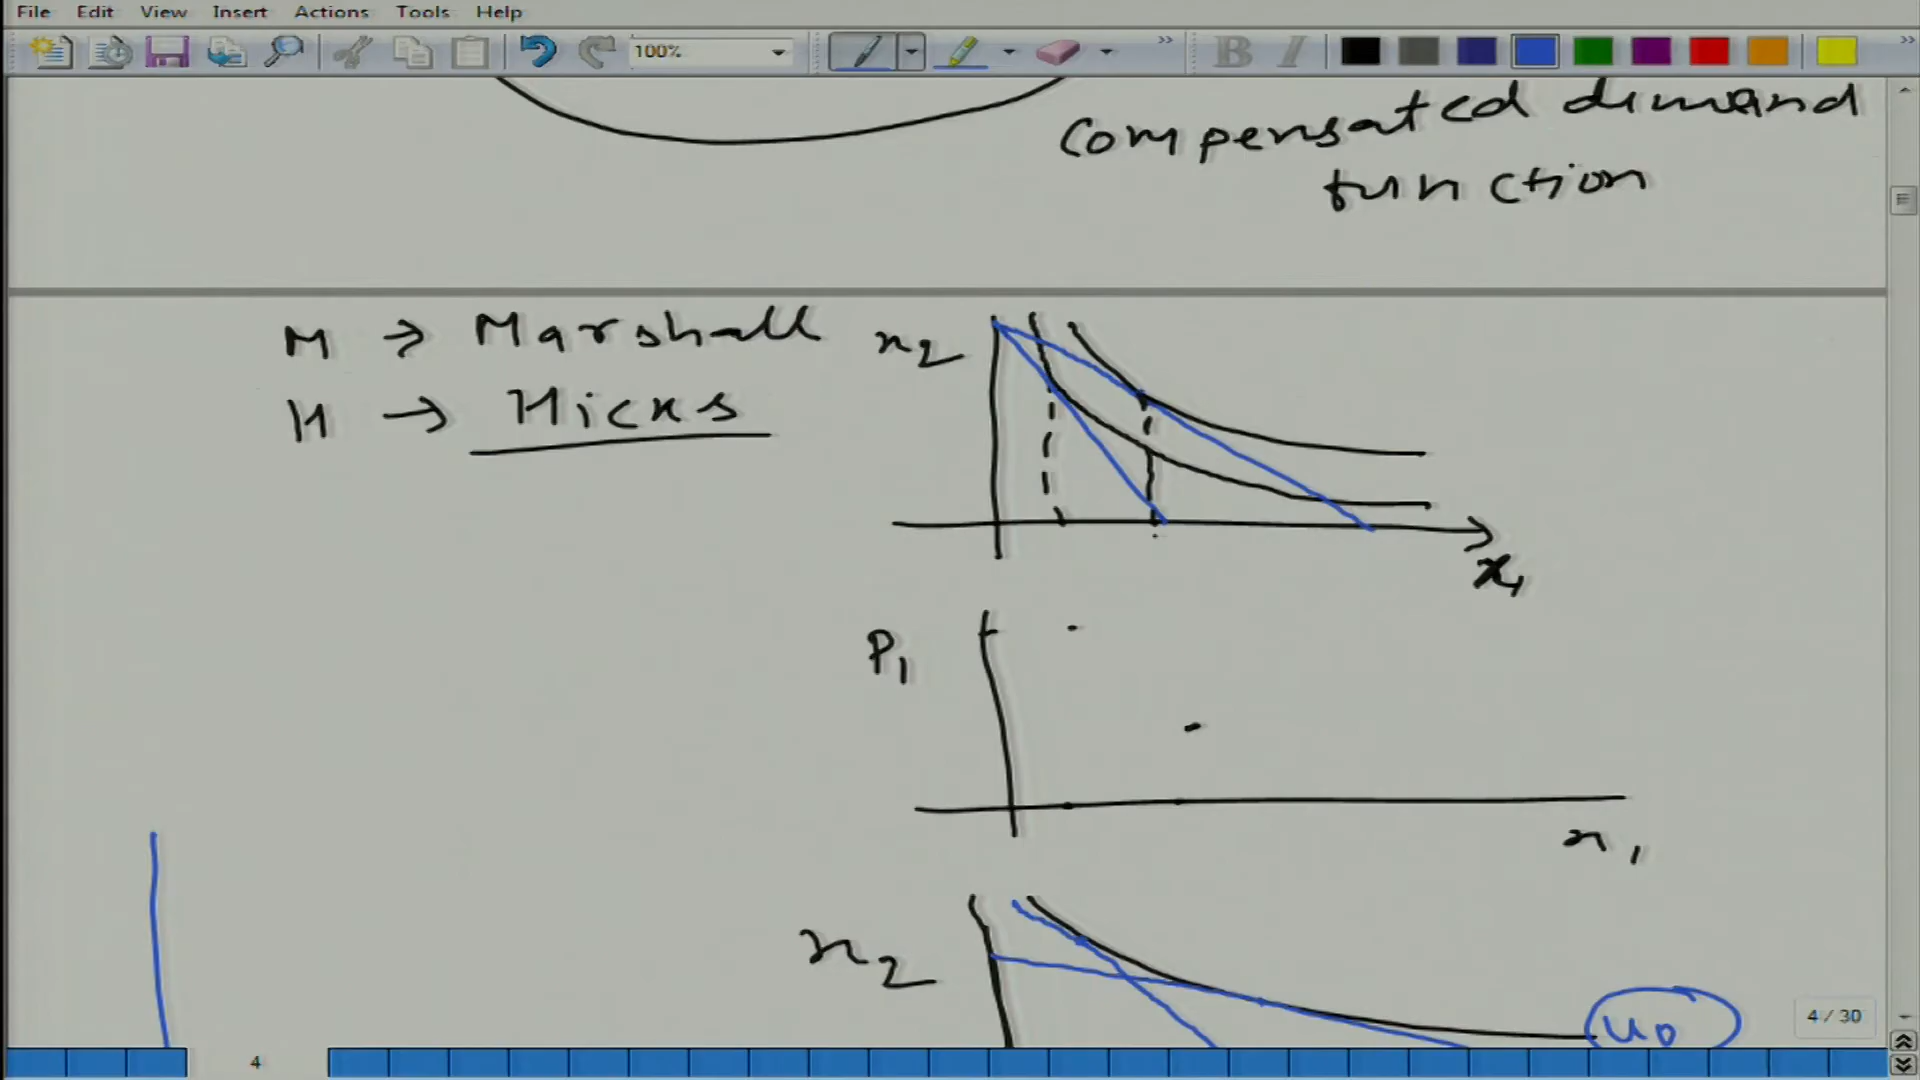 File Edit View Insert Actions Tools Help
100%
B I
Compensated demand
function
M → Marshall
H → Hicks
x2
x1
P1
x1
x2
u0
4 / 30
4